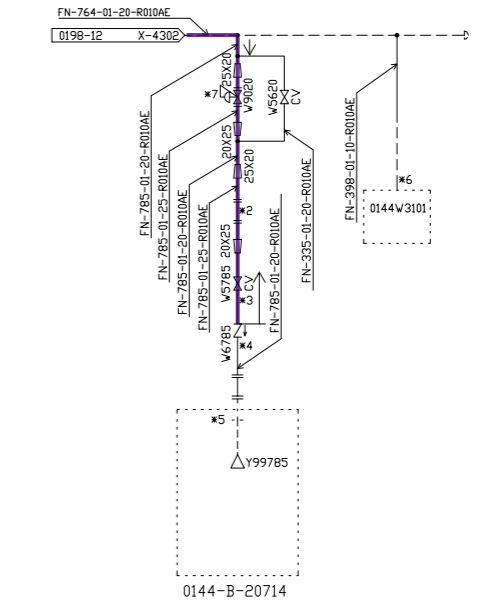 FN-764-01-20-R010AE
0198-12 X-4302
25X20
*7
W9020
W5620
CV
20X25
25X20
FN-785-01-20-R010AE
FN-785-01-25-R010AE
FN-785-01-20-R010AE
FN-785-01-25-R010AE
FN-335-01-20-R010AE
FN-398-01-10-R010AE
*6
0144W3101
*2
20X25
W5785
CV
*3
FN-785-01-20-R010AE
W6785
*4
*5
Y99785
0144-B-20714